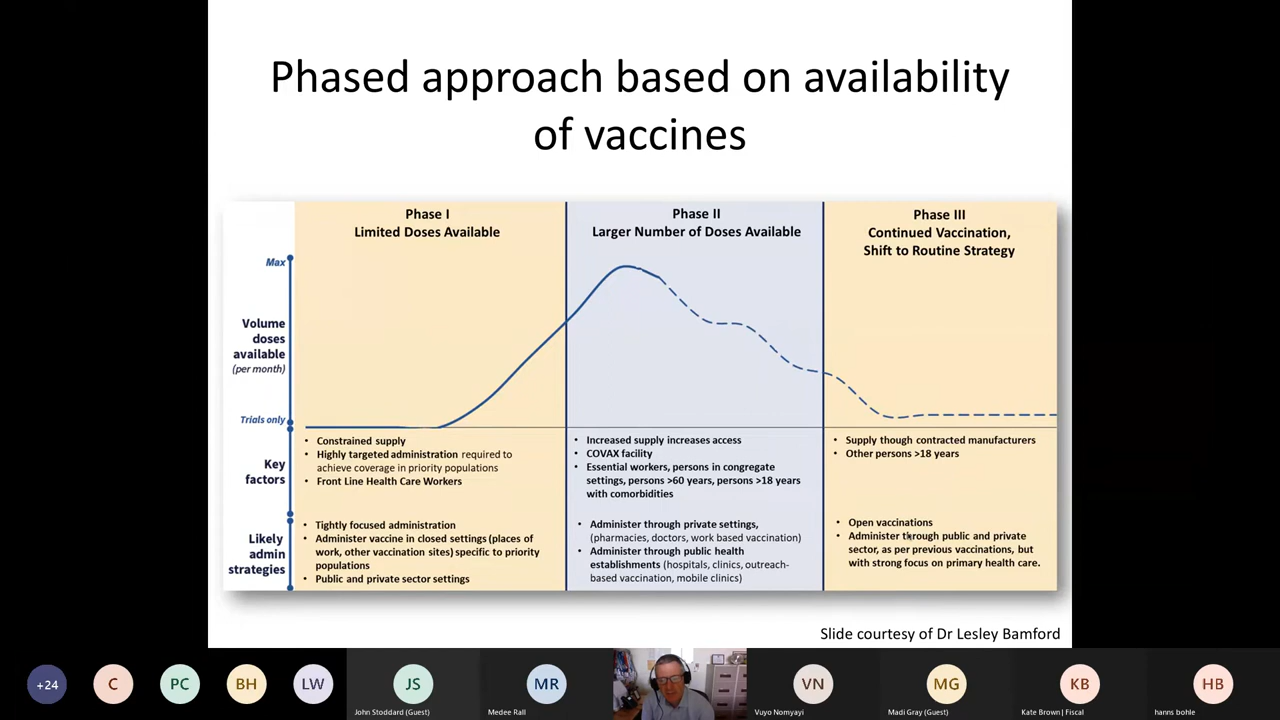 Phased approach based on availability
of vaccines
Phase I
Limited Doses Available
Phase II
Larger Number of Doses Available
Phase III
Continued Vaccination,
Shift to Routine Strategy
Max
Volume
doses
available
(per month)
Trials only
Key
factors
• Constrained supply
• Highly targeted administration required to
achieve coverage in priority populations
• Front Line Health Care Workers
• Increased supply increases access
• COVAX facility
• Essential workers, persons in congregate
settings, persons >60 years, persons >18 years
with comorbidities
• Supply though contracted manufacturers
• Other persons >18 years
Likely
admin
strategies
• Tightly focused administration
• Administer vaccine in closed settings (places of
work, other vaccination sites) specific to priority
populations
• Public and private sector settings
• Administer through private settings,
(pharmacies, doctors, work based vaccination)
• Administer through public health
establishments (hospitals, clinics, outreach-
based vaccination, mobile clinics)
• Open vaccinations
• Administer through public and private
sector, as per previous vaccinations, but
with strong focus on primary health care.
Slide courtesy of Dr Lesley Bamford
+24
C
PC
BH
LW
JS
John Stoddard (Guest)
MR
Medee Rall
VN
Vuyo Nomyayi
MG
Madi Gray (Guest)
KB
Kate Brown | Fiscal
HB
hanns bohle